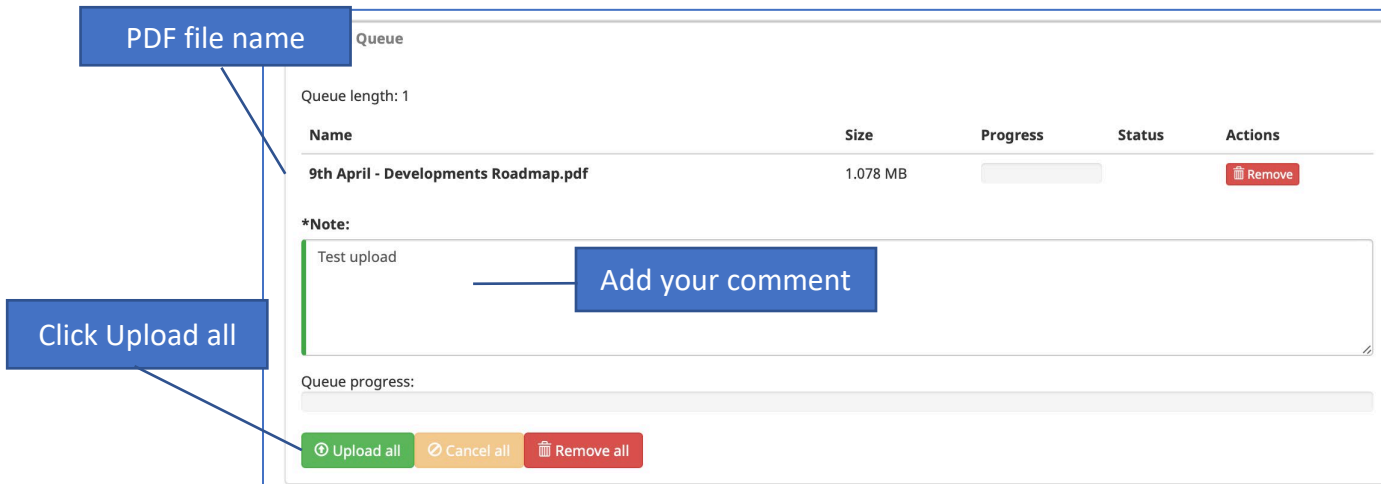 PDF file name
Queue
Queue length: 1
Name Size Progress Status Actions
9th April - Developments Roadmap.pdf 1.078 MB Remove
*Note:
Test upload
Add your comment
Click Upload all
Queue progress:
Upload all Cancel all Remove all